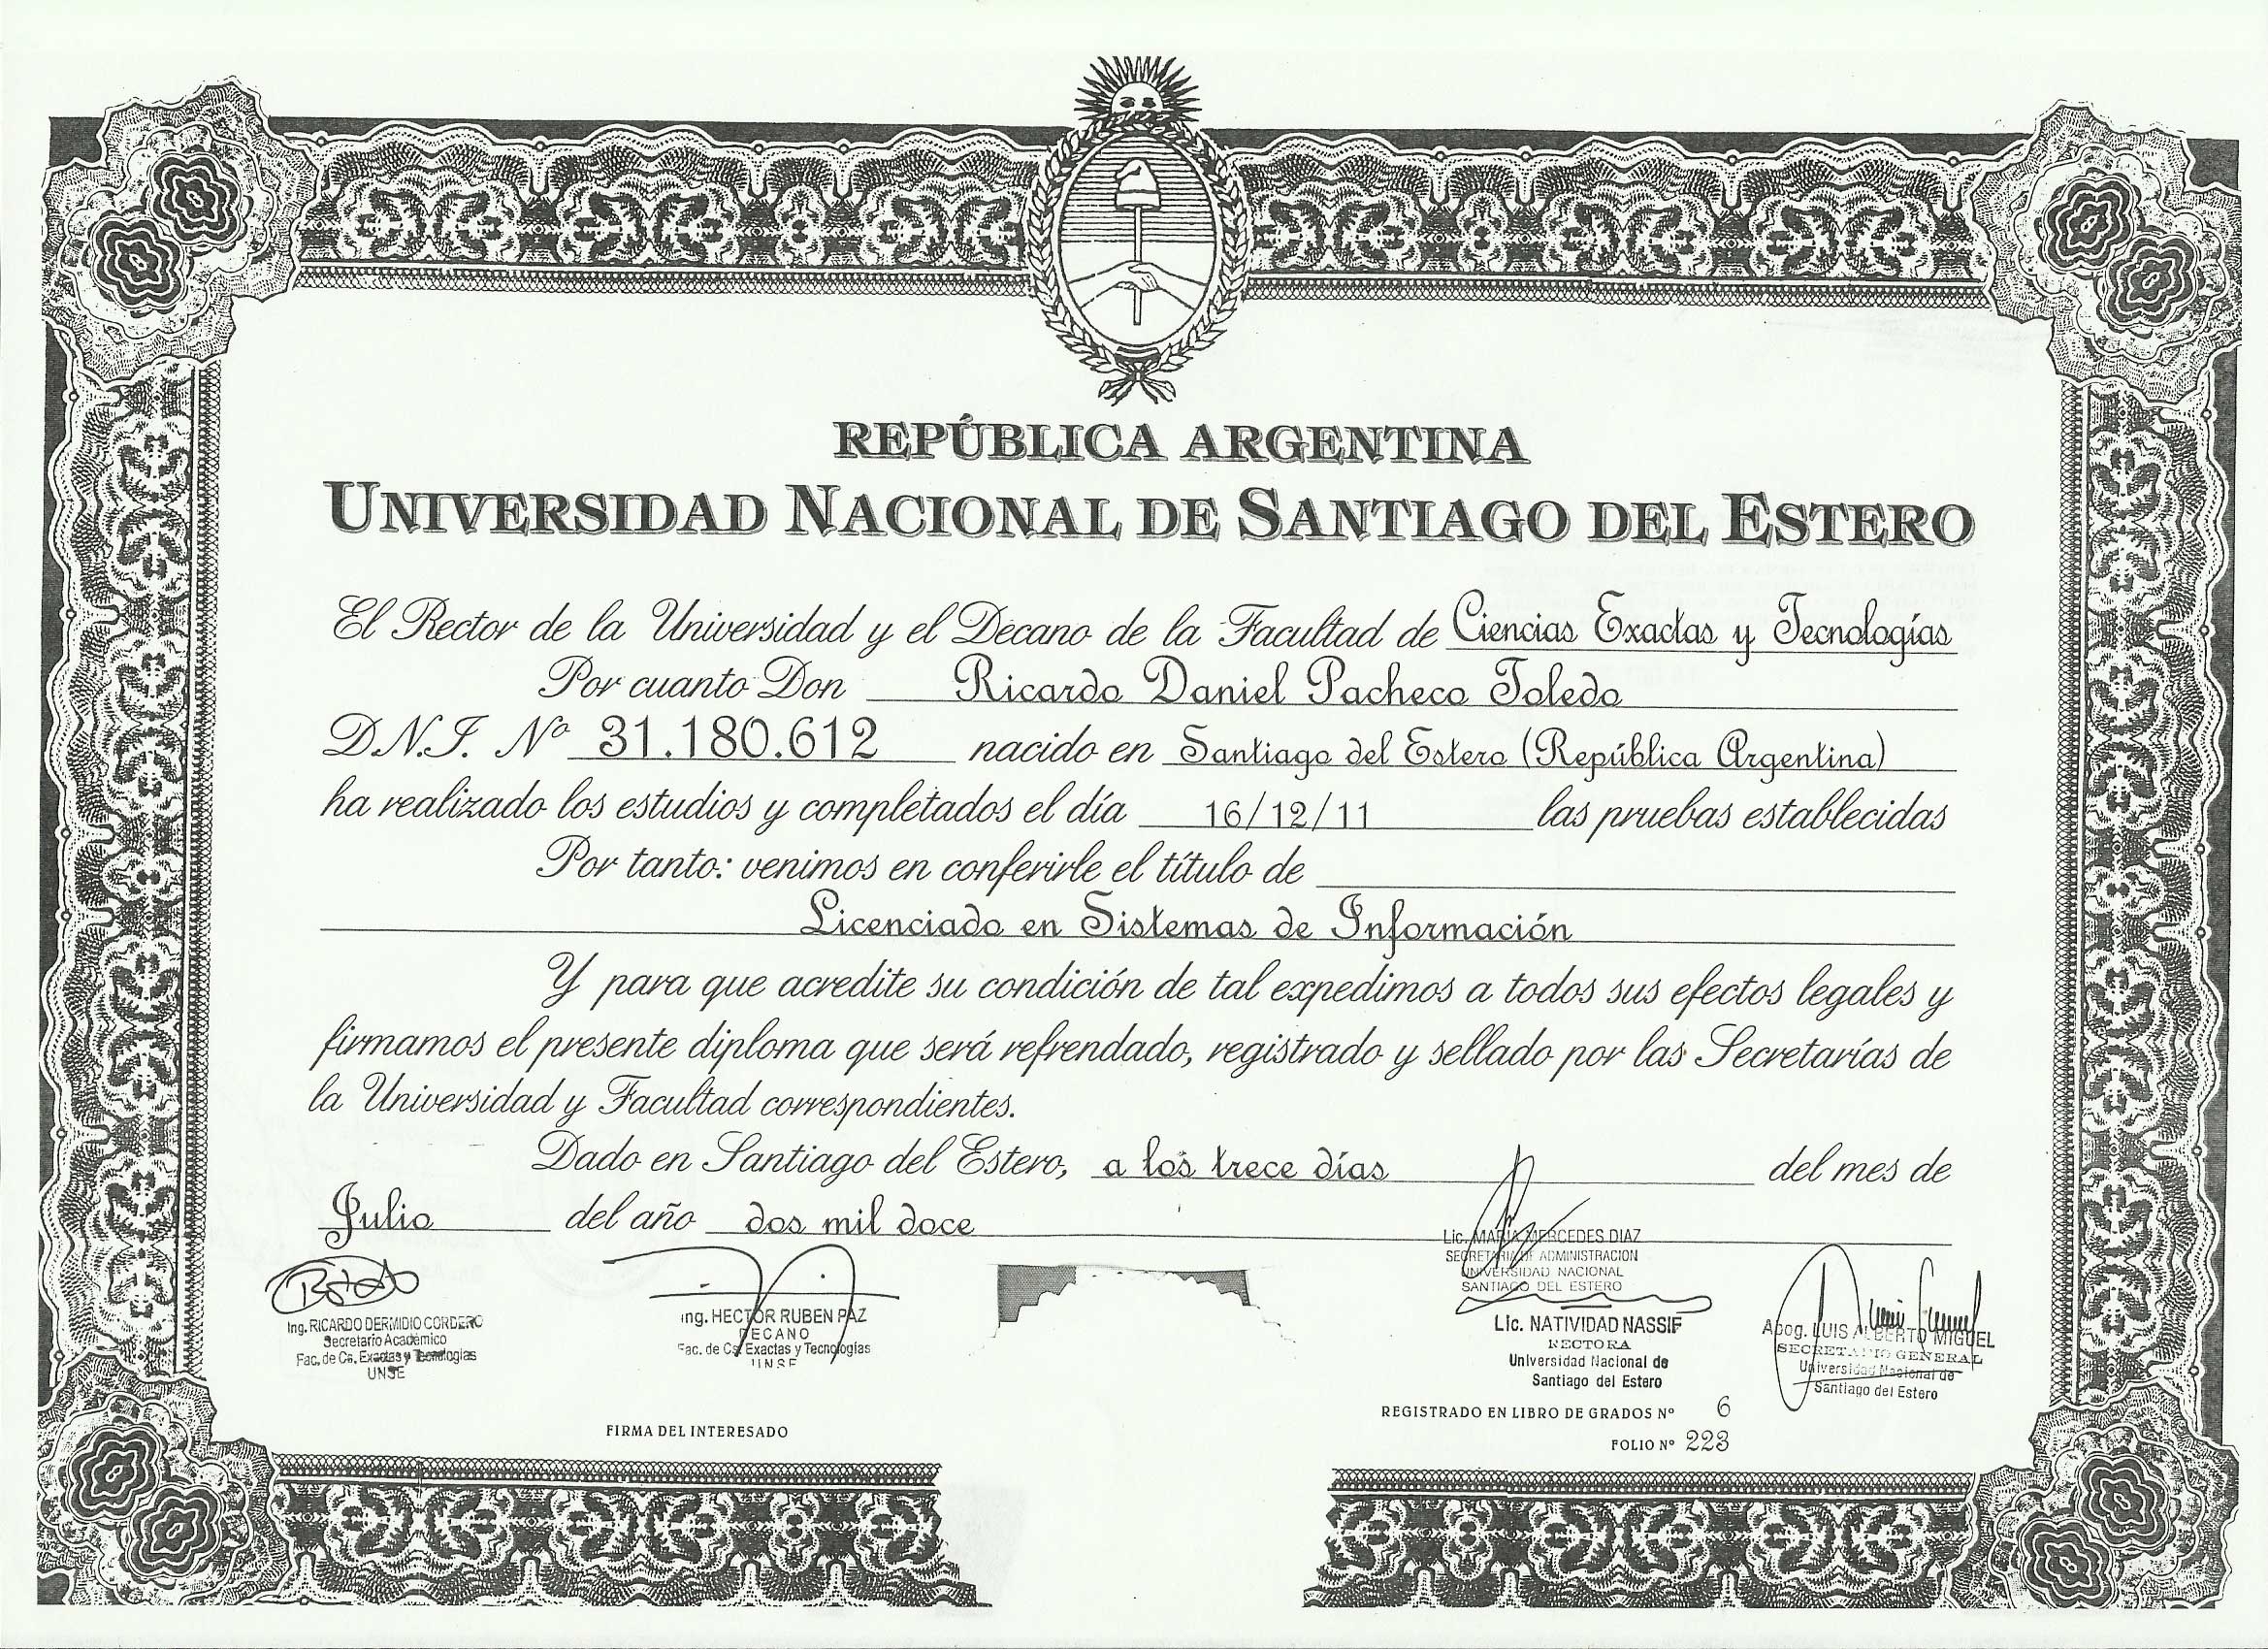 REPÚBLICA ARGENTINA
UNIVERSIDAD NACIONAL DE SANTIAGO DEL ESTERO
El Rector de la Universidad y el Decano de la Facultad de Ciencias Exactas y Tecnologías
Por cuanto Don Ricardo Daniel Pacheco Toledo
D.N.I. Nº 31.180.612 nacido en Santiago del Estero (República Argentina)
ha realizado los estudios y completados el día 16/12/11 las pruebas establecidas
Por tanto: venimos en conferirle el título de
Licenciado en Sistemas de Información
Y para que acredite su condición de tal expedimos a todos sus efectos legales y
firmamos el presente diploma que será refrendado, registrado y sellado por las Secretarías de
la Universidad y Facultad correspondientes.
Dado en Santiago del Estero, a los trece días del mes de
Julio del año dos mil doce
Ing. RICARDO DERMIDIO CORDERO
Secretario Académico
Fac. de Cs. Exactas y Tecnologias
UNSE
Ing. HECTOR RUBEN PAZ
DECANO
Fac. de Cs. Exactas y Tecnologías
UNSE
Lic. MARIA MERCEDES DIAZ
SECRETARIA DE ADMINISTRACION
UNIVERSIDAD NACIONAL
SANTIAGO DEL ESTERO
Lic. NATIVIDAD NASSIF
RECTORA
Universidad Nacional de
Santiago del Estero
Abog. LUIS ALBERTO MIGUEL
SECRETARIO GENERAL
Universidad Nacional de
Santiago del Estero
FIRMA DEL INTERESADO
REGISTRADO EN LIBRO DE GRADOS Nº 6
FOLIO Nº 223